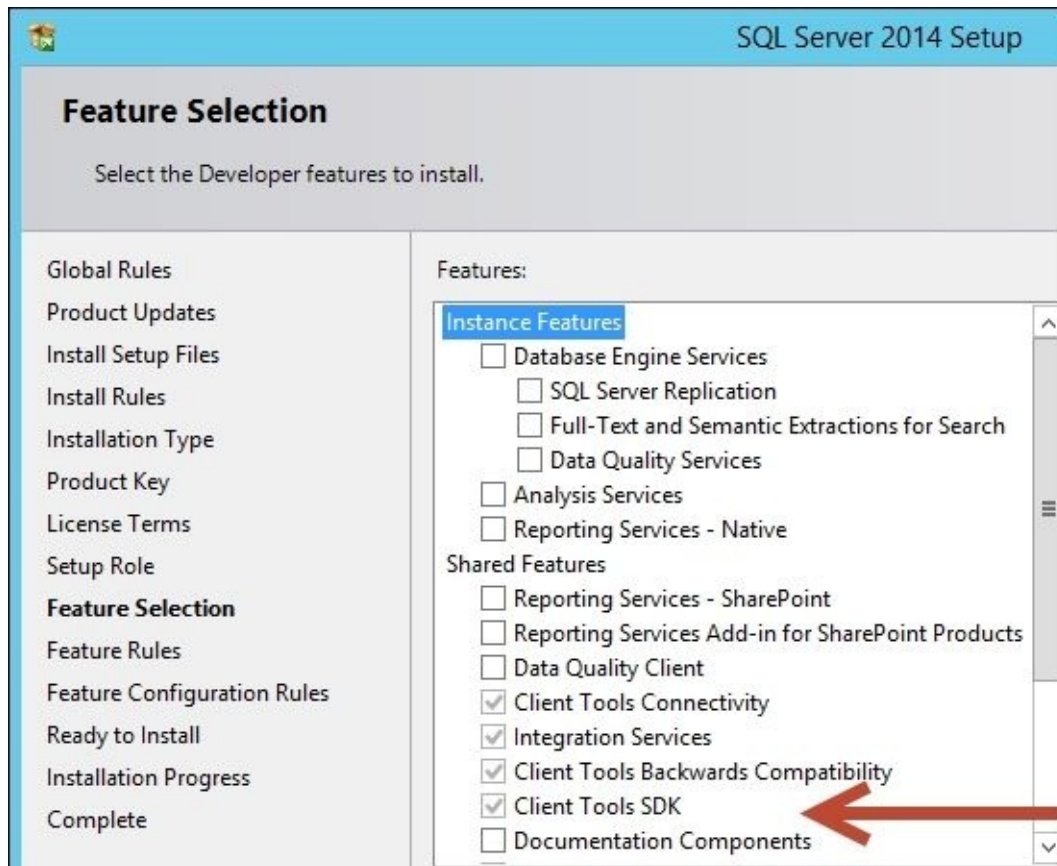 SQL Server 2014 Setup
Feature Selection
Select the Developer features to install.
Global Rules
Product Updates
Install Setup Files
Install Rules
Installation Type
Product Key
License Terms
Setup Role
Feature Selection
Feature Rules
Feature Configuration Rules
Ready to Install
Installation Progress
Complete
Features:
Instance Features
Database Engine Services
SQL Server Replication
Full-Text and Semantic Extractions for Search
Data Quality Services
Analysis Services
Reporting Services - Native
Shared Features
Reporting Services - SharePoint
Reporting Services Add-in for SharePoint Products
Data Quality Client
Client Tools Connectivity
Integration Services
Client Tools Backwards Compatibility
Client Tools SDK
Documentation Components